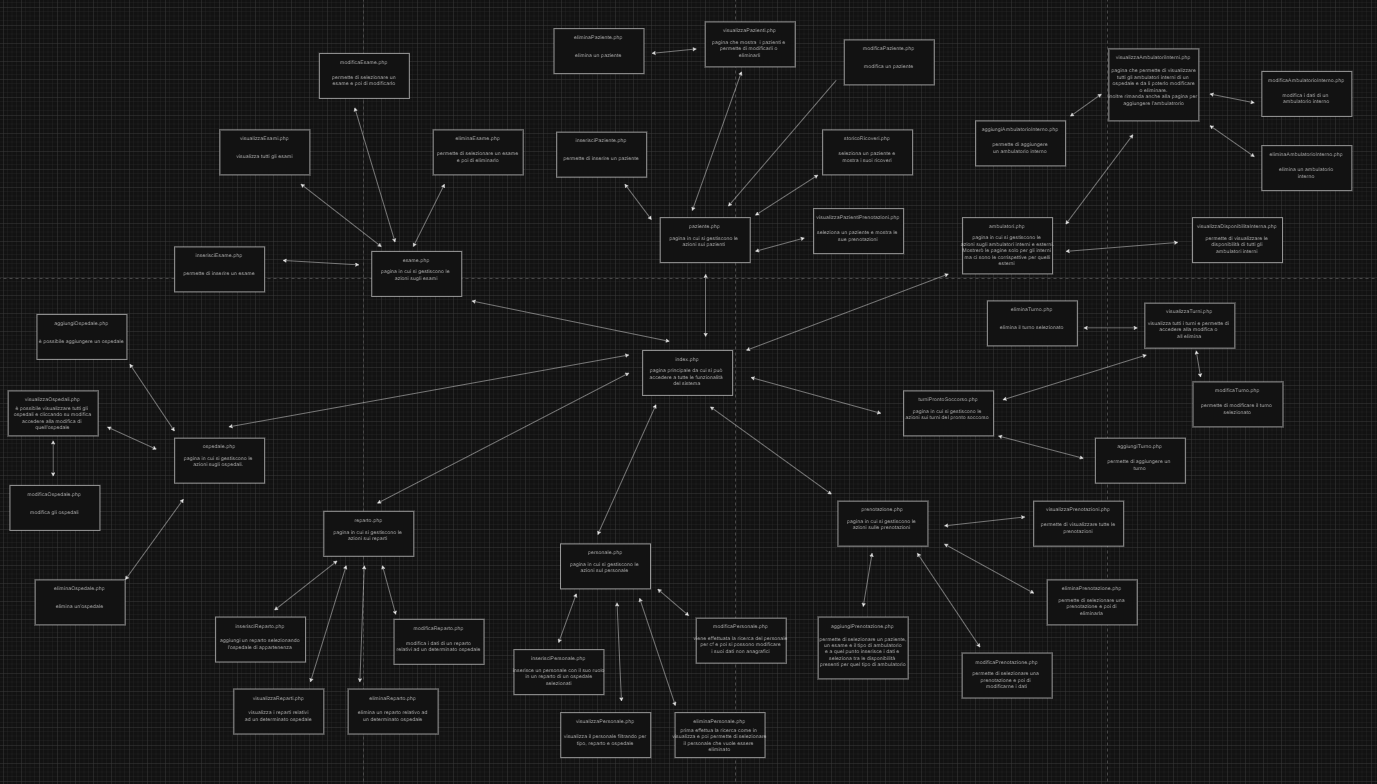 eliminaPaziente.php
elimina un paziente
visualizzaPazienti.php
pagina che mostra i pazienti e
permette di modificarli o
eliminarli
modificaPaziente.php
modifica un paziente
modificaEsame.php
permette di selezionare un
esame e poi di modificarlo
visualizzaAmbulatoriInterni.php
pagina che permette di visualizzare
tutti gli ambulatori interni di un
ospedale e da lì poterlo modificare
o eliminare.
Inoltre rimanda anche alla pagina per
aggiungere l'ambulatorio
modificaAmbulatorioInterno.php
modifica i dati di un
ambulatorio interno
visualizzaEsami.php
visualizza tutti gli esami
eliminaEsame.php
permette di selezionare un esame
e poi di eliminarlo
inserisciPaziente.php
permette di inserire un paziente
storicoRicoveri.php
seleziona un paziente e
mostra i suoi ricoveri
aggiungiAmbulatorioInterno.php
permette di aggiungere
un ambulatorio interno
eliminaAmbulatorioInterno.php
elimina un ambulatorio
interno
paziente.php
pagina in cui si gestiscono le
azioni sui pazienti
visualizzaPazientiPrenotazioni.php
seleziona un paziente e mostra le
sue prenotazioni
ambulatori.php
pagina in cui si gestiscono le
azioni sugli ambulatori interni e esterni.
Mostrerò le pagine solo per gli interni
ma ci sono le corrispettive per quelli
esterni
visualizzaDisponibilitaInterna.php
permette di visualizzare le
disponibilità di tutti gli
ambulatori interni
inserisciEsame.php
permette di inserire un esame
esame.php
pagina in cui si gestiscono le
azioni sugli esami
eliminaTurno.php
elimina il turno selezionato
visualizzaTurni.php
visualizza tutti i turni e permette di
accedere alla modifica o
all elimina
aggiungiOspedale.php
è possibile aggiungere un ospedale
index.php
pagina principale da cui si può
accedere a tutte le funzionalità
del sistema
modificaTurno.php
permette di modificare il turno
selezionato
visualizzaOspedali.php
è possibile visualizzare tutti gli
ospedali e cliccando su modifica
accedere alla modifica di
quell'ospedale
turniProntoSoccorso.php
pagina in cui si gestiscono le
azioni sui turni del pronto soccorso
ospedale.php
pagina in cui si gestiscono le
azioni sugli ospedali.
aggiungiTurno.php
permette di aggiungere un
turno
modificaOspedale.php
modifica gli ospedali
reparto.php
pagina in cui si gestiscono le
azioni sui reparti
prenotazione.php
pagina in cui si gestiscono le
azioni sulle prenotazioni
visualizzaPrenotazioni.php
permette di visualizzare tutte le
prenotazioni
personale.php
pagina in cui si gestiscono le
azioni sul personale
eliminaOspedale.php
elimina un'ospedale
eliminaPrenotazione.php
permette di selezionare una
prenotazione e poi di
eliminarla
inserisciReparto.php
aggiungi un reparto selezionando
l'ospedale di appartenenza
modificaReparto.php
modifica i dati di un reparto
relativi ad un determinato ospedale
modificaPersonale.php
viene effettuata la ricerca del personale
per cf e poi si possono modificare
i suoi dati non anagrafici
aggiungiPrenotazione.php
permette di selezionare un paziente,
un esame e il tipo di ambulatorio
e a quel punto inserisce i dati e
seleziona tra le disponibilità
presenti per quel tipo di ambulatorio
inserisciPersonale.php
inserisce un personale con il suo ruolo
in un reparto di un ospedale
selezionati
modificaPrenotazione.php
permette di selezionare una
prenotazione e poi di
modificarne i dati
visualizzaReparti.php
visualizza i reparti relativi
ad un determinato ospedale
eliminaReparto.php
elimina un reparto relativo ad
un determinato ospedale
visualizzaPersonale.php
visualizza il personale filtrando per
tipo, reparto e ospedale
eliminaPersonale.php
prima effettua la ricerca come in
visualizza e poi permette di selezionare
il personale che vuole essere
eliminato